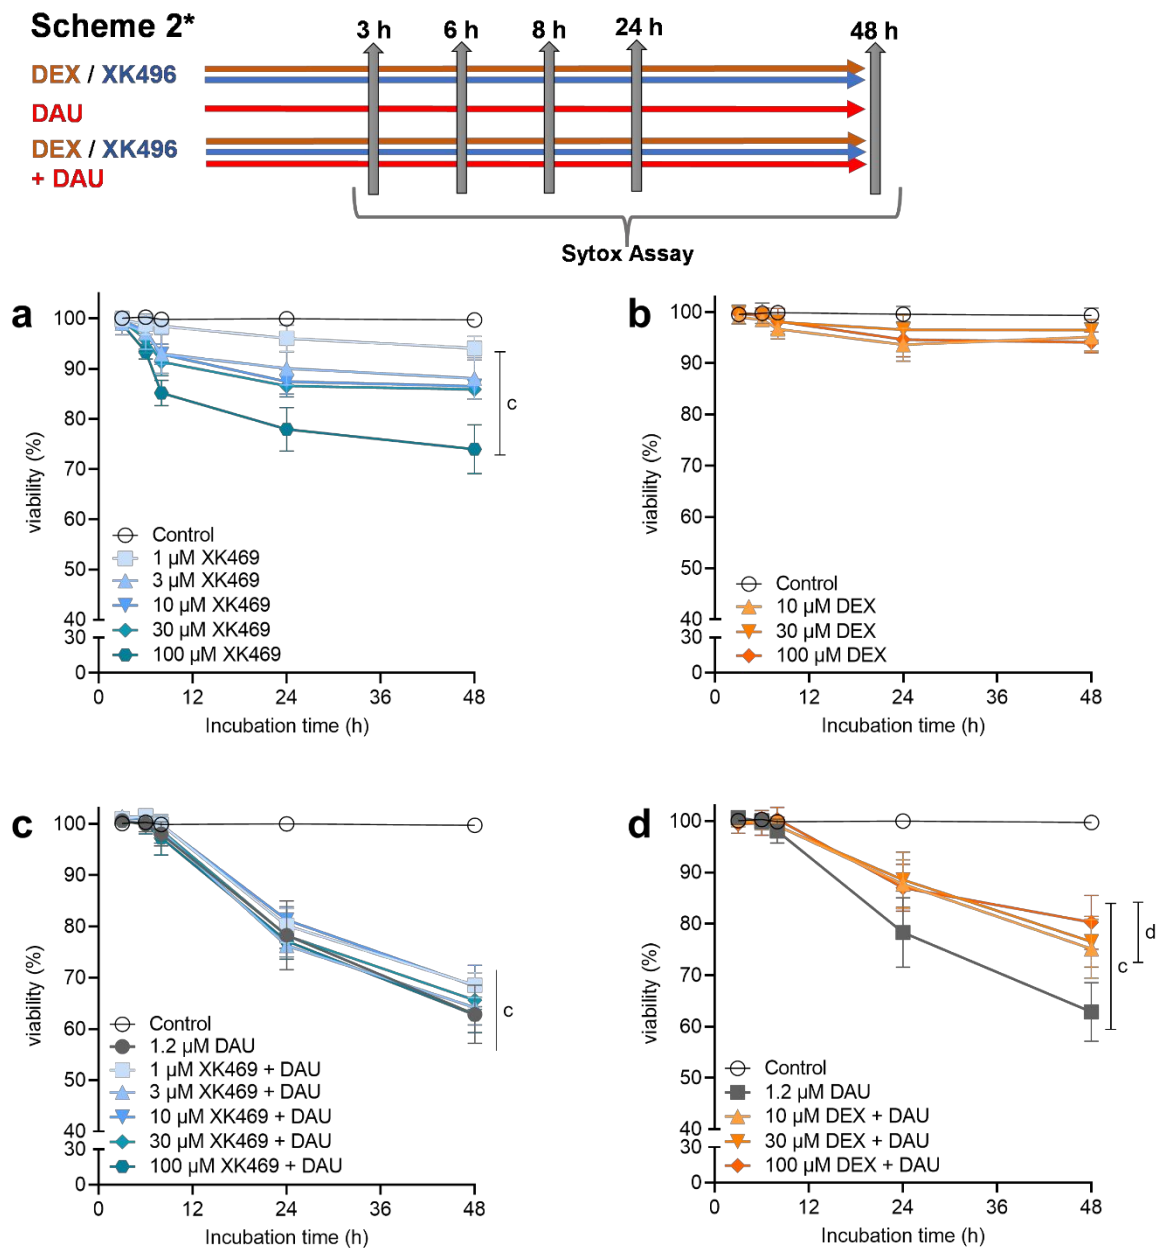 Scheme 2*
3 h 6 h 8 h 24 h 48 h
DEX / XK496
DAU
DEX / XK496
+ DAU
Sytox Assay
a
viability (%)
100
90
80
70
60
50
40
30
0
c
Control
1 µM XK469
3 µM XK469
10 µM XK469
30 µM XK469
100 µM XK469
0 12 24 36 48
Incubation time (h)
b
viability (%)
100
90
80
70
60
50
40
30
0
Control
10 µM DEX
30 µM DEX
100 µM DEX
0 12 24 36 48
Incubation time (h)
c
viability (%)
100
90
80
70
60
50
40
30
0
c
Control
1.2 µM DAU
1 µM XK469 + DAU
3 µM XK469 + DAU
10 µM XK469 + DAU
30 µM XK469 + DAU
100 µM XK469 + DAU
0 12 24 36 48
Incubation time (h)
d
viability (%)
100
90
80
70
60
50
40
30
0
d
c
Control
1.2 µM DAU
10 µM DEX + DAU
30 µM DEX + DAU
100 µM DEX + DAU
0 12 24 36 48
Incubation time (h)